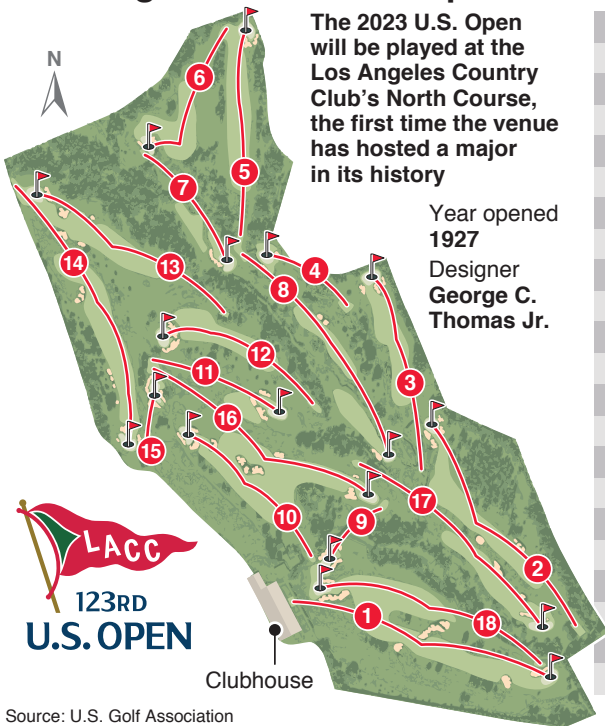 The 2023 U.S. Open
will be played at the
Los Angeles Country
Club's North Course,
the first time the venue
has hosted a major
in its history
Year opened
1927
Designer
George C.
Thomas Jr.
N
6
5
7
14
13
4
8
12
11
3
16
15
17
10
9
2
1
18
LACC
123RD
U.S. OPEN
Clubhouse
Source: U.S. Golf Association